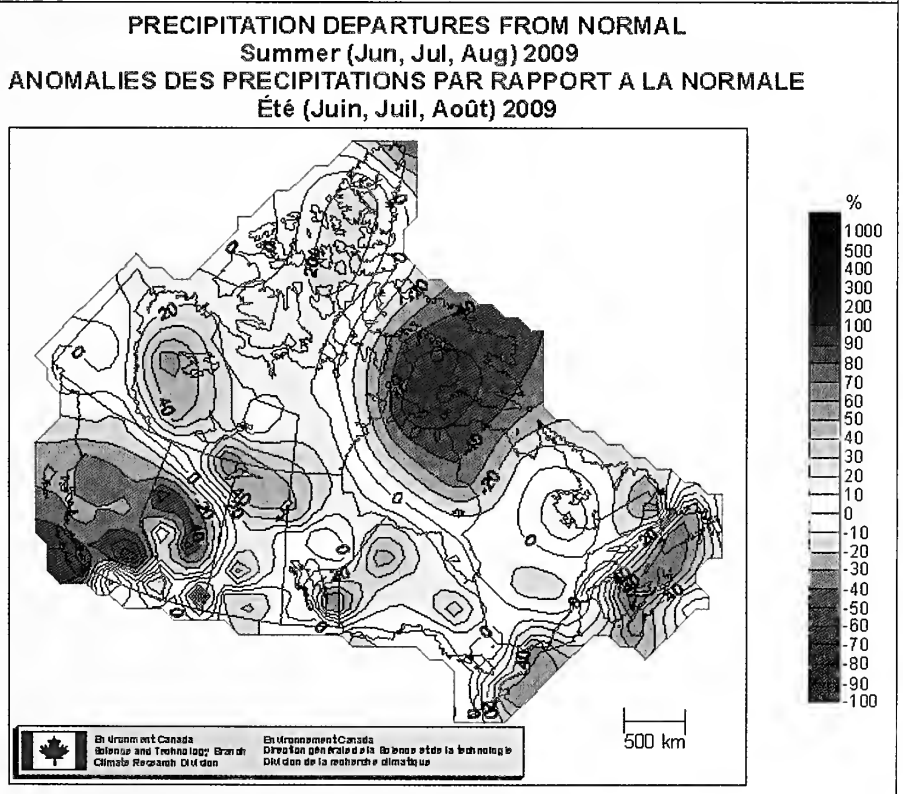 PRECIPITATION DEPARTURES FROM NORMAL
Summer (Jun, Jul, Aug) 2009
ANOMALIES DES PRECIPITATIONS PAR RAPPORT A LA NORMALE
Été (Juin, Juil, Août) 2009
%
1000
500
400
300
200
100
90
80
70
60
50
40
30
20
10
0
-10
-20
-30
-40
-50
-60
-70
-80
-90
-100
500 km
Environment Canada
Science and Technology Branch
Climate Research Division
Environnement Canada
Direction générale de la Science et de la technologie
Division de la recherche climatique